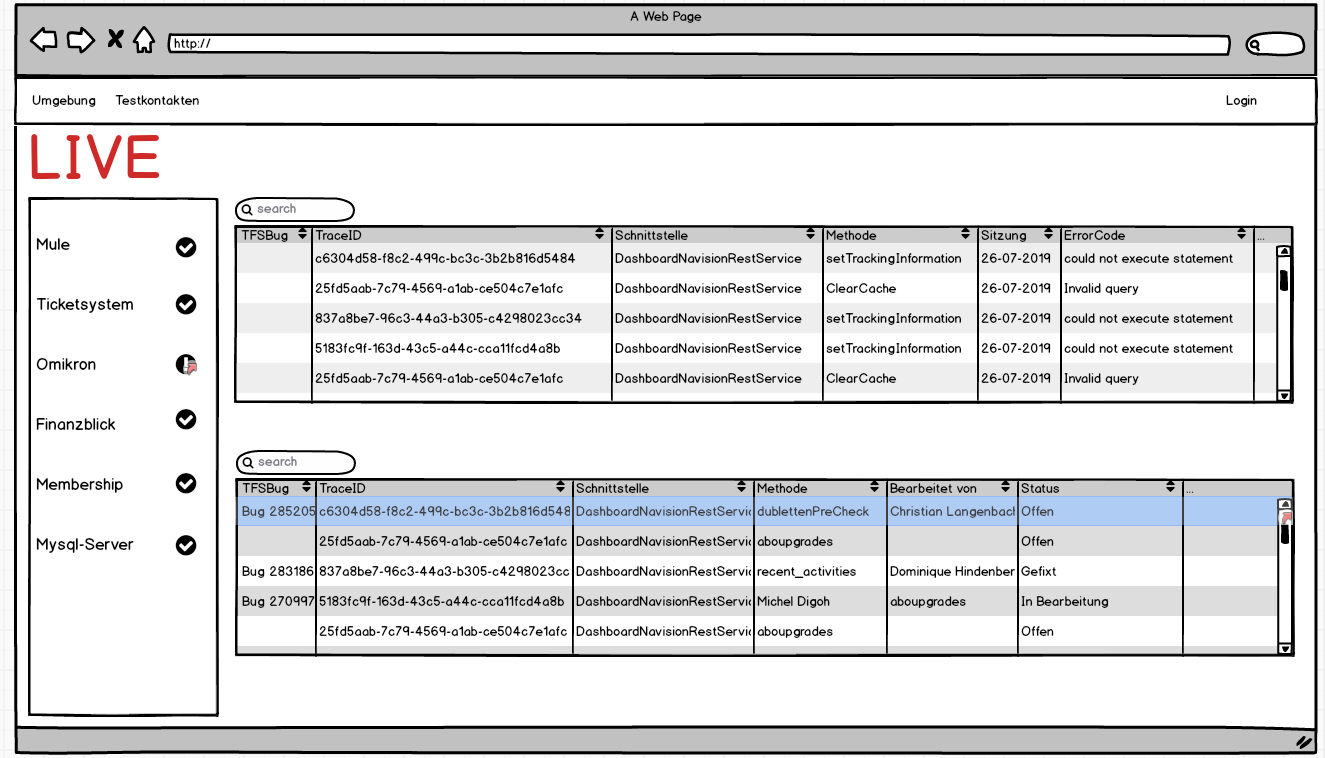 A Web Page
http://
Umgebung Testkontakten Login
LIVE
Mule
Ticketsystem
Omikron
Finanzblick
Membership
Mysql-Server
search
TFSBug TraceID Schnittstelle Methode Sitzung ErrorCode ...
c6304d58-f8c2-499c-bc3c-3b2b816d5484 DashboardNavisionRestService setTrackingInformation 26-07-2019 could not execute statement
25fd5aab-7c79-4569-a1ab-ce504c7e1afc DashboardNavisionRestService ClearCache 26-07-2019 Invalid query
837a8be7-96c3-44a3-b305-c4298023cc34 DashboardNavisionRestService setTrackingInformation 26-07-2019 could not execute statement
5183fc9f-163d-43c5-a44c-cca11fcd4a8b DashboardNavisionRestService setTrackingInformation 26-07-2019 could not execute statement
25fd5aab-7c79-4569-a1ab-ce504c7e1afc DashboardNavisionRestService ClearCache 26-07-2019 Invalid query
search
TFSBug TraceID Schnittstelle Methode Bearbeitet von Status ...
Bug 285205 c6304d58-f8c2-499c-bc3c-3b2b816d548 DashboardNavisionRestServic dublettenPreCheck Christian Langenbach Offen
25fd5aab-7c79-4569-a1ab-ce504c7e1afc DashboardNavisionRestServic aboupgrades Offen
Bug 283186 837a8be7-96c3-44a3-b305-c4298023cc DashboardNavisionRestServic recent_activities Dominique Hindenber Gefixt
Bug 270997 5183fc9f-163d-43c5-a44c-cca11fcd4a8b DashboardNavisionRestServic Michel Digoh aboupgrades In Bearbeitung
25fd5aab-7c79-4569-a1ab-ce504c7e1afc DashboardNavisionRestServic aboupgrades Offen